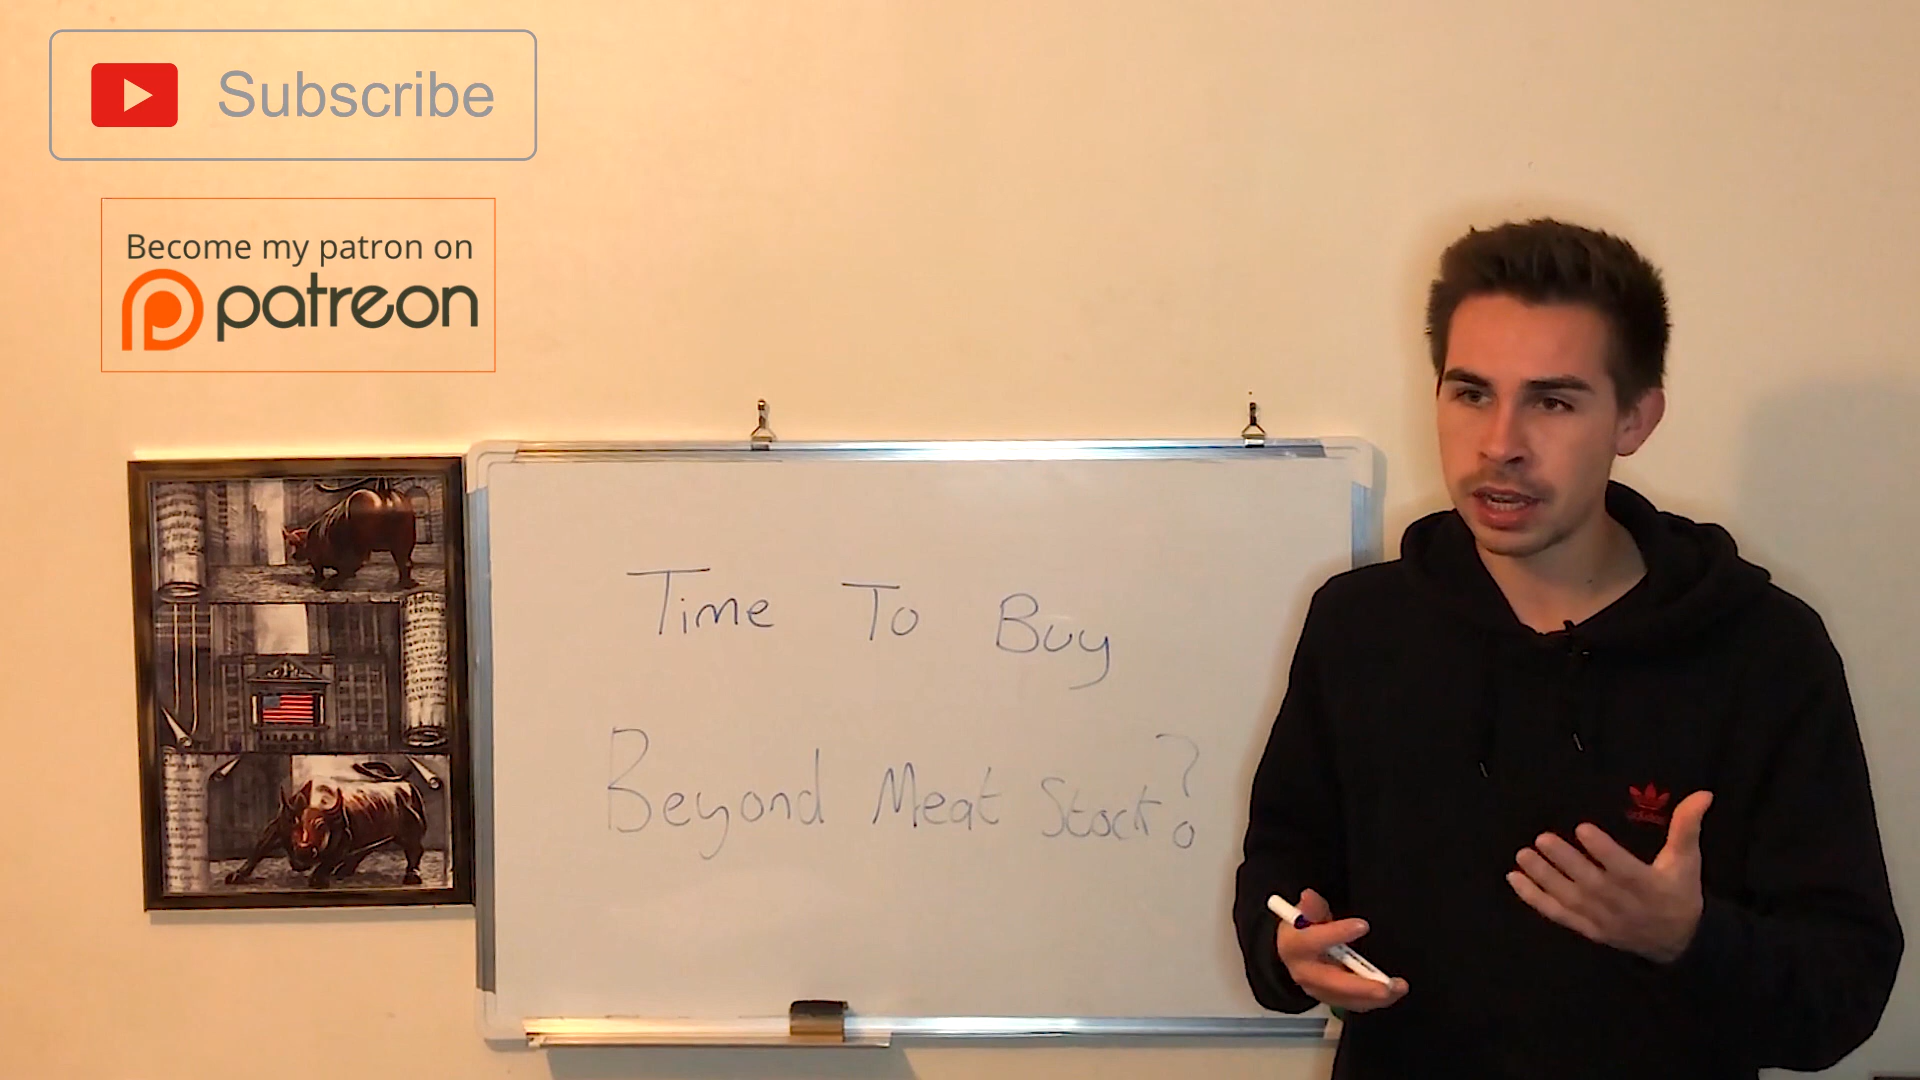 Subscribe
Become my patron on
patreon
Time To Buy
Beyond Meat Stock?